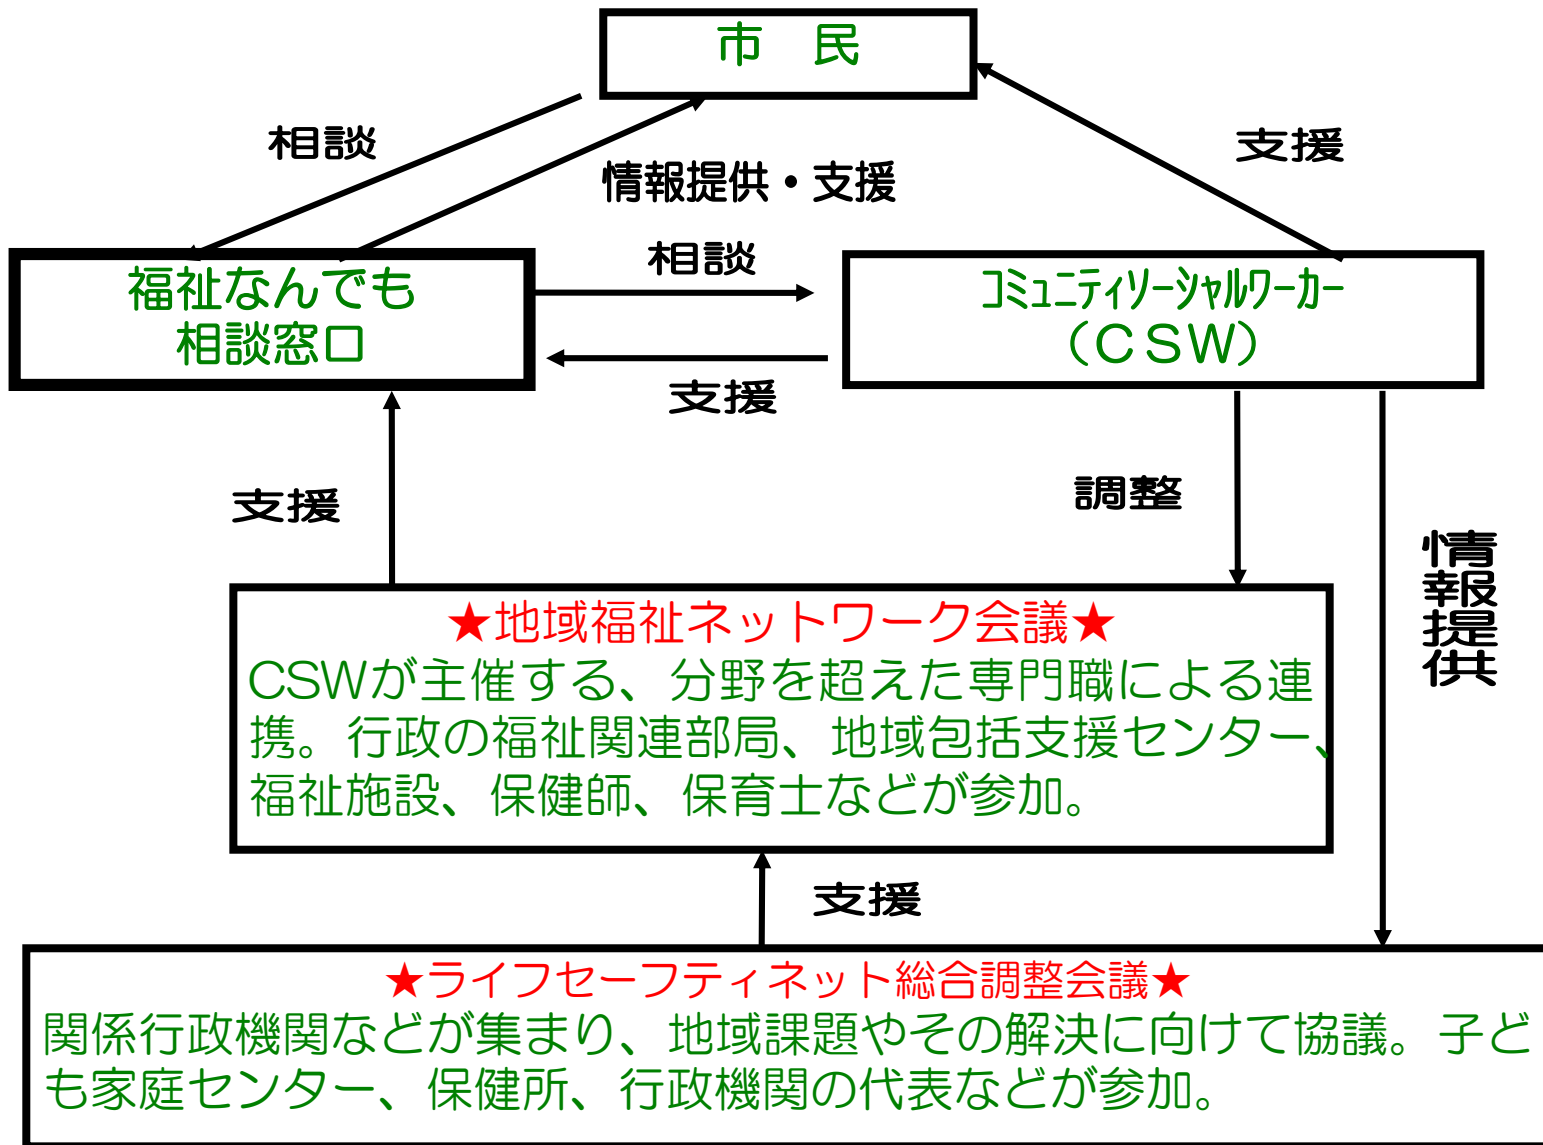 市　民
相談
支援
情報提供・支援
相談
福祉なんでも
相談窓口
ｺﾐｭﾆﾃｨｿｰｼｬﾙﾜｰｶｰ
（ＣＳＷ）
支援
支援
調整
情報提供
★地域福祉ネットワーク会議★
CSWが主催する、分野を超えた専門職による連
携。行政の福祉関連部局、地域包括支援センター、
福祉施設、保健師、保育士などが参加。
支援
★ライフセーフティネット総合調整会議★
関係行政機関などが集まり、地域課題やその解決に向けて協議。子ど
も家庭センター、保健所、行政機関の代表などが参加。